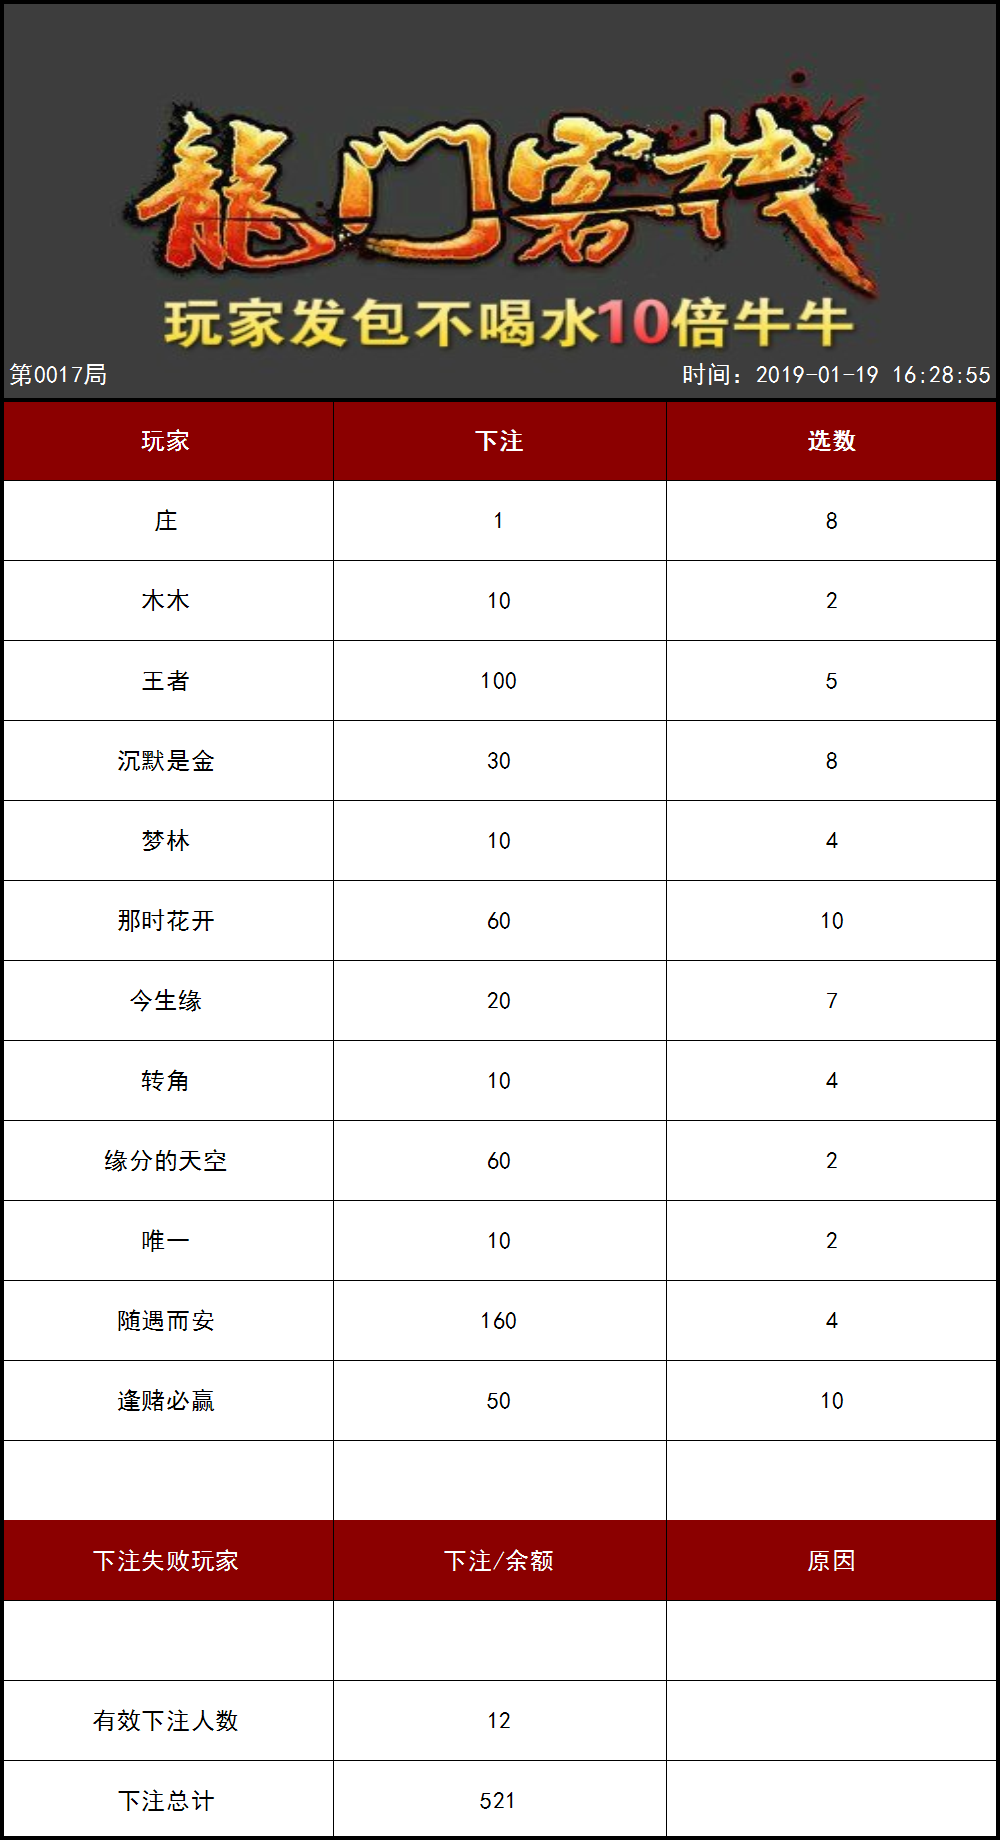 龍门客栈
玩家发包不喝水10倍牛牛
第0017局 时间：2019-01-19 16:28:55
玩家 下注 选数
庄 1 8
木木 10 2
王者 100 5
沉默是金 30 8
梦林 10 4
那时花开 60 10
今生缘 20 7
转角 10 4
缘分的天空 60 2
唯一 10 2
随遇而安 160 4
逢赌必赢 50 10
下注失败玩家 下注/余额 原因
有效下注人数 12
下注总计 521